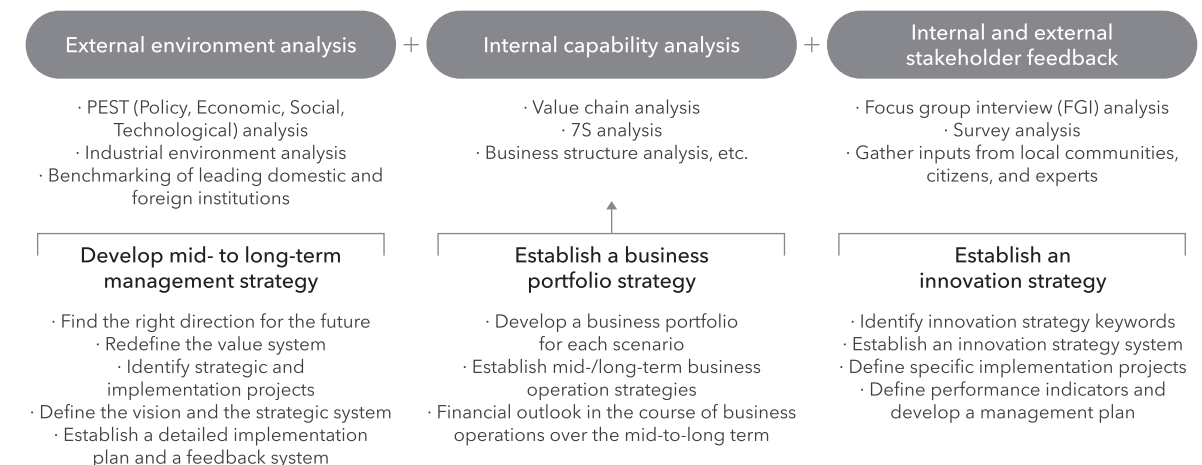 External environment analysis
+
Internal capability analysis
+
Internal and external
stakeholder feedback
· PEST (Policy, Economic, Social,
Technological) analysis
· Industrial environment analysis
· Benchmarking of leading domestic and
foreign institutions
· Value chain analysis
· 7S analysis
· Business structure analysis, etc.
· Focus group interview (FGI) analysis
· Survey analysis
· Gather inputs from local communities,
citizens, and experts
Develop mid- to long-term
management strategy
· Find the right direction for the future
· Redefine the value system
· Identify strategic and
implementation projects
· Define the vision and the strategic system
· Establish a detailed implementation
plan and a feedback system
Establish a business
portfolio strategy
· Develop a business portfolio
for each scenario
· Establish mid-/long-term business
operation strategies
· Financial outlook in the course of business
operations over the mid-to-long term
Establish an
innovation strategy
· Identify innovation strategy keywords
· Establish an innovation strategy system
· Define specific implementation projects
· Define performance indicators and
develop a management plan